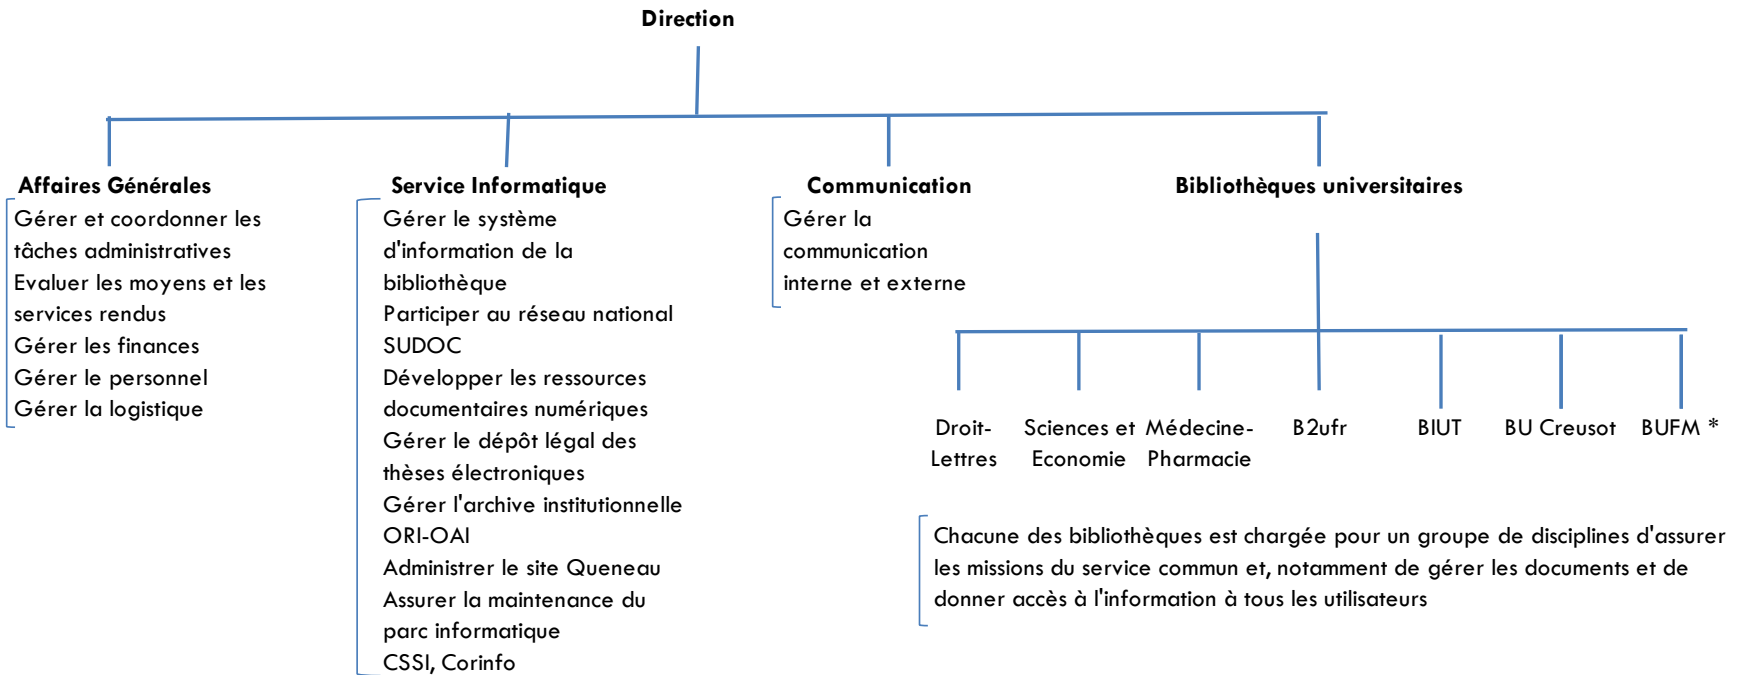 Direction
Affaires Générales
Gérer et coordonner les
tâches administratives
Evaluer les moyens et les
services rendus
Gérer les finances
Gérer le personnel
Gérer la logistique
Service Informatique
Gérer le système
d'information de la
bibliothèque
Participer au réseau national
SUDOC
Développer les ressources
documentaires numériques
Gérer le dépôt légal des
thèses électroniques
Gérer l'archive institutionnelle
ORI-OAI
Administrer le site Queneau
Assurer la maintenance du
parc informatique
CSSI, Corinfo
Communication
Gérer la
communication
interne et externe
Bibliothèques universitaires
Droit-
Lettres
Sciences et
Economie
Médecine-
Pharmacie
B2ufr
BIUT
BU Creusot
BUFM *
Chacune des bibliothèques est chargée pour un groupe de disciplines d'assurer
les missions du service commun et, notamment de gérer les documents et de
donner accès à l'information à tous les utilisateurs